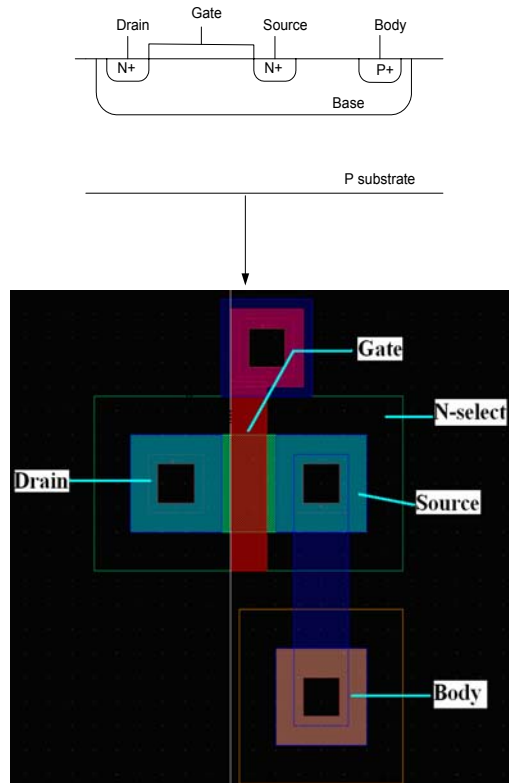 Gate
Drain
Source
Body
N+
N+
P+
Base
P substrate
Gate
N-select
Drain
Source
Body